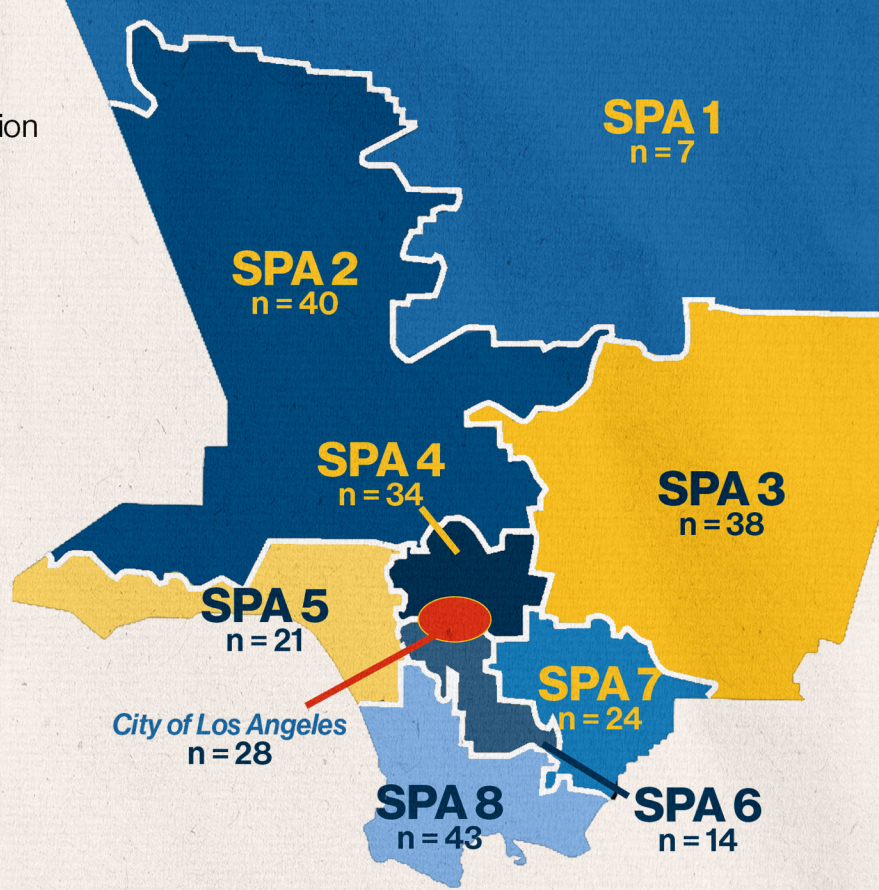 ion
SPA 1
n = 7
SPA 2
n = 40
SPA 4
n = 34
SPA 3
n = 38
SPA 5
n = 21
SPA 7
n = 24
City of Los Angeles
n = 28
SPA 8
n = 43
SPA 6
n = 14